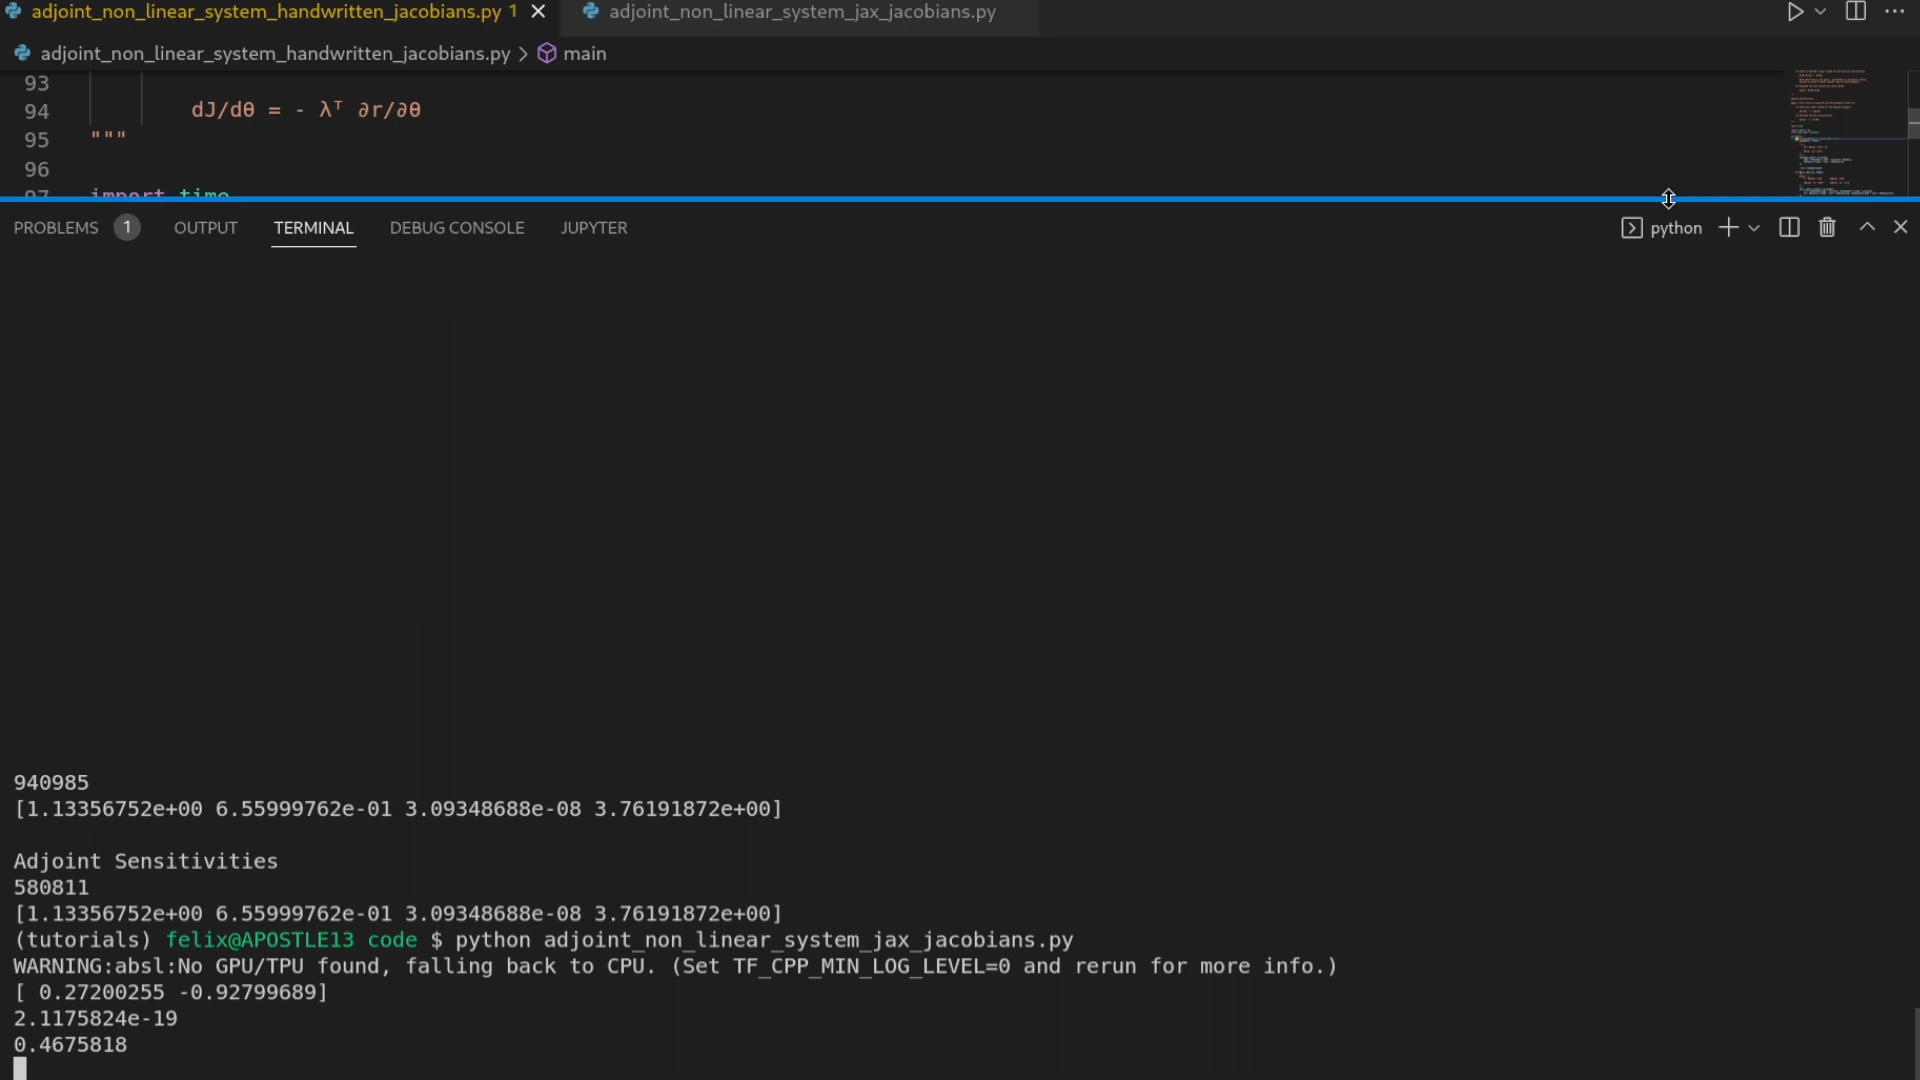 adjoint_non_linear_system_handwritten_jacobians.py 1 adjoint_non_linear_system_jax_jacobians.py
adjoint_non_linear_system_handwritten_jacobians.py > main
93
94 dJ/dθ = - λᵀ ∂r/∂θ
95 """
96
97 import time
PROBLEMS 1 OUTPUT TERMINAL DEBUG CONSOLE JUPYTER python
940985
[1.13356752e+00 6.55999762e-01 3.09348688e-08 3.76191872e+00]
Adjoint Sensitivities
580811
[1.13356752e+00 6.55999762e-01 3.09348688e-08 3.76191872e+00]
(tutorials) felix@APOSTLE13 code $ python adjoint_non_linear_system_jax_jacobians.py
WARNING:absl:No GPU/TPU found, falling back to CPU. (Set TF_CPP_MIN_LOG_LEVEL=0 and rerun for more info.)
[ 0.27200255 -0.92799689]
2.1175824e-19
0.4675818